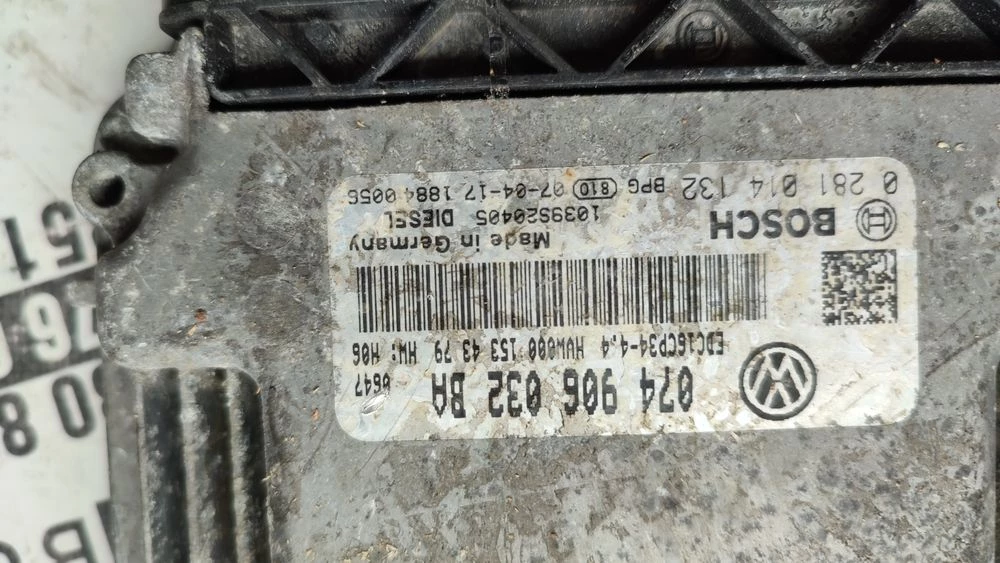 074 906 032 BA 0647
EDC16CP34-4.4 HVW000 153 43 79 HW: H06
Made in Germany
BOSCH 1039S20405 DIESEL
0 281 014 132 BPG 810 07-04-17 1884 0056